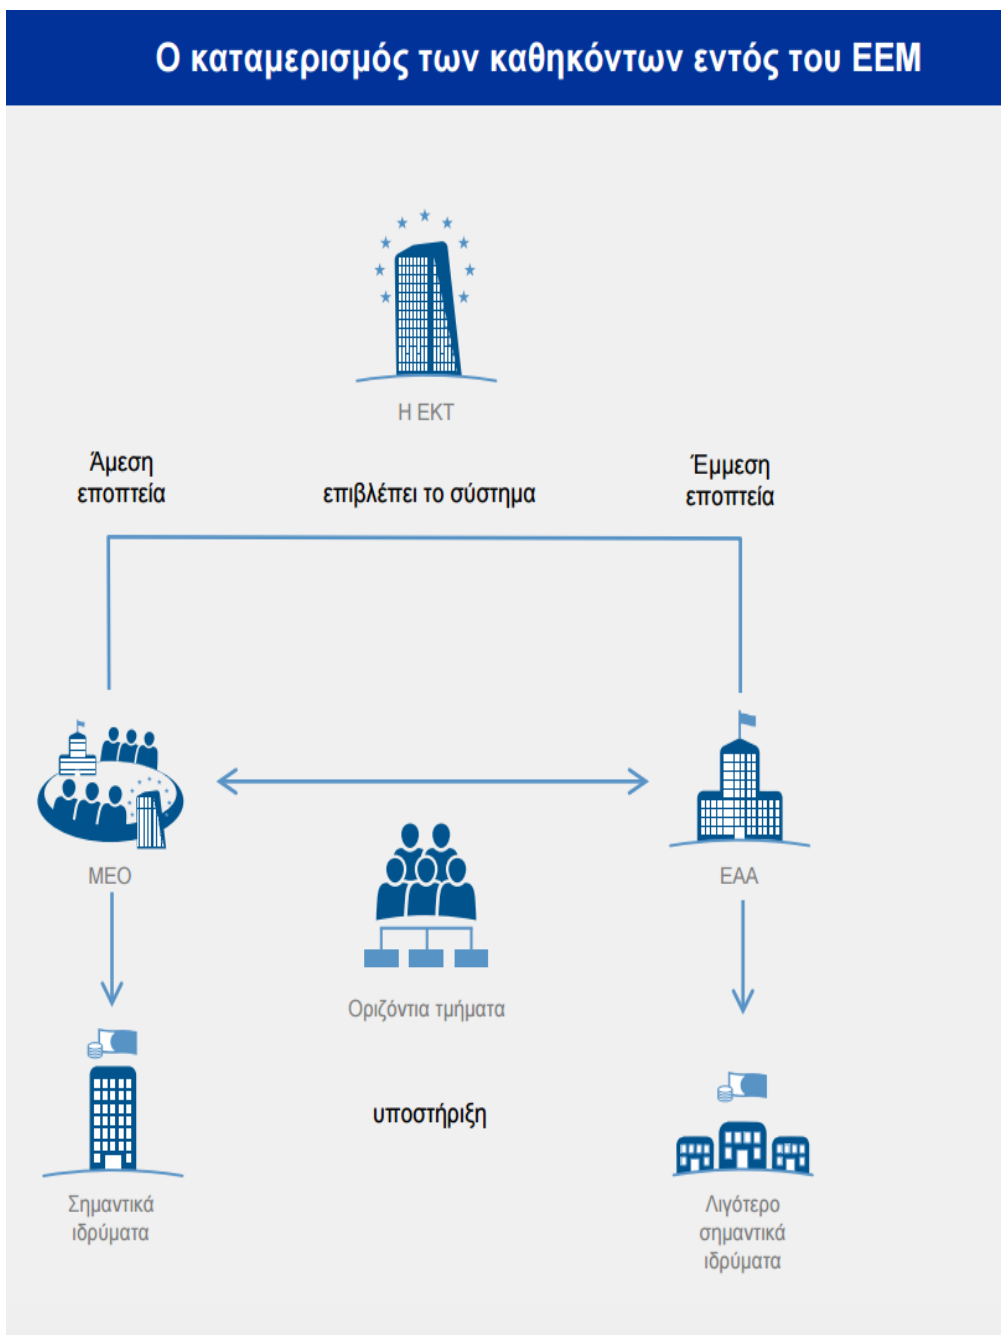 Ο καταμερισμός των καθηκόντων εντός του ΕΕΜ
Η ΕΚΤ
Άμεση
εποπτεία
επιβλέπει το σύστημα
Έμμεση
εποπτεία
ΜΕΟ
ΕΑΑ
Οριζόντια τμήματα
υποστήριξη
Σημαντικά
ιδρύματα
Λιγότερο
σημαντικά
ιδρύματα